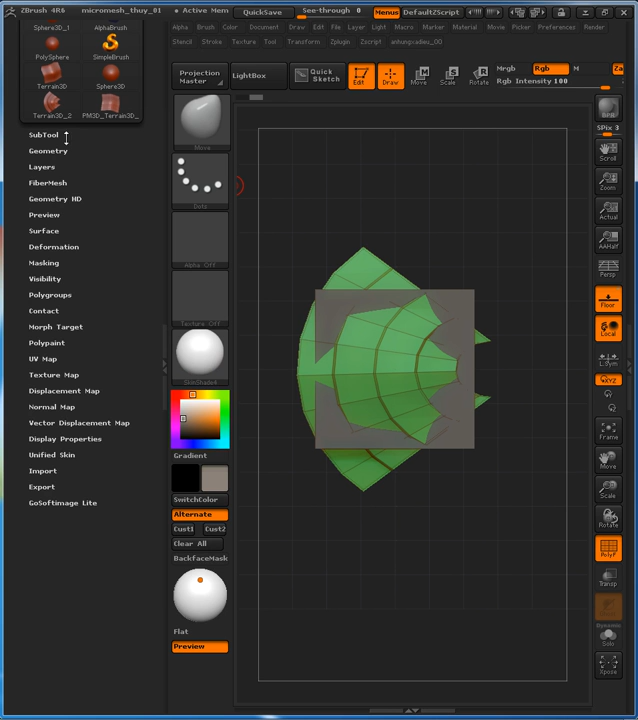 ZBrush 4R6 micromesh_thuy_01 • Active Mem QuickSave See-through 0 Menus DefaultZScript
Alpha Brush Color Document Draw Edit File Layer Light Macro Marker Material Movie Picker Preferences Render
Stencil Stroke Texture Tool Transform Zplugin Zscript anhungxadieu_00
Sphere3D_1 AlphaBrush
PolySphere SimpleBrush
Terrain3D Sphere3D
Terrain3D_2 PM3D_Terrain3D_
Projection Master LightBox Quick Sketch Edit Draw Move Scale Rotate Mrgb Rgb M Za
Rgb Intensity 100
SubTool
Geometry
Layers
FiberMesh
Geometry HD
Preview
Surface
Deformation
Masking
Visibility
Polygroups
Contact
Morph Target
Polypaint
UV Map
Texture Map
Displacement Map
Normal Map
Vector Displacement Map
Display Properties
Unified Skin
Import
Export
GoSoftimage Lite
Move
Dots
Alpha Off
Texture Off
SkinShade4
Gradient
SwitchColor
Alternate
Cust1 Cust2
Clear All
BackfaceMask
Flat
Preview
BPR
SPix 3
Scroll
Zoom
Actual
AAHalf
Persp
Floor
Local
L.Sym
XYZ
Frame
Move
Scale
Rotate
PolyF
Transp
Dynamic
Solo
Xpose